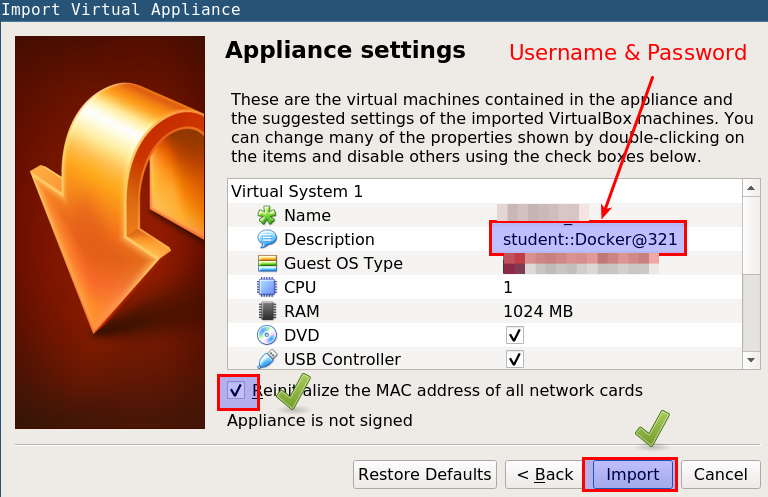 Import Virtual Appliance
Appliance settings
Username & Password
These are the virtual machines contained in the appliance and
the suggested settings of the imported VirtualBox machines. You
can change many of the properties shown by double-clicking on
the items and disable others using the check boxes below.
Virtual System 1
Name
Description student::Docker@321
Guest OS Type
CPU 1
RAM 1024 MB
DVD
USB Controller
Reinitialize the MAC address of all network cards
Appliance is not signed
Restore Defaults < Back Import Cancel